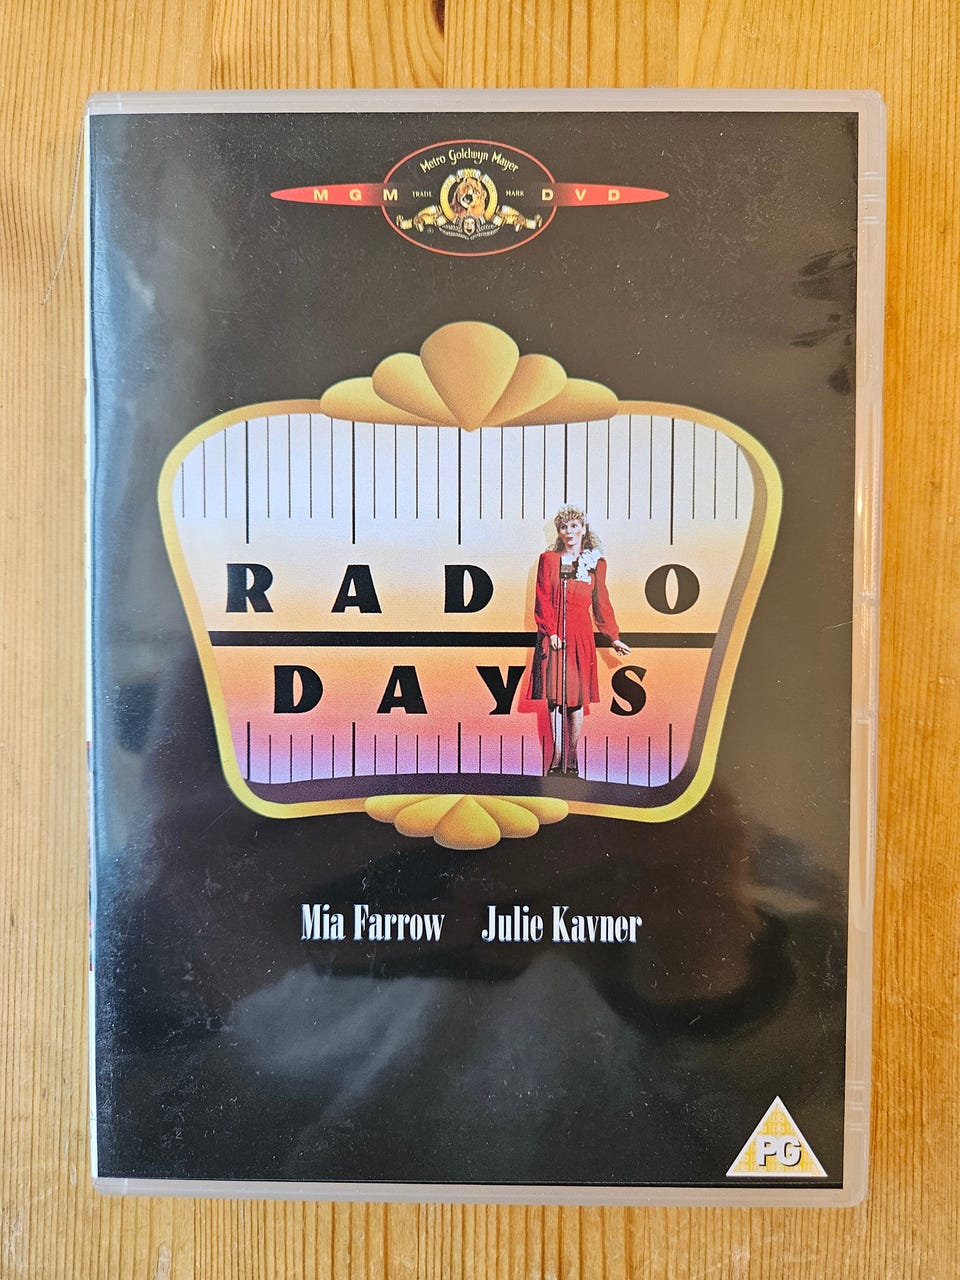 Metro Goldwyn Mayer
MGM TRADE MARK DVD
RADIO
DAYS
Mia Farrow Julie Kavner
PG